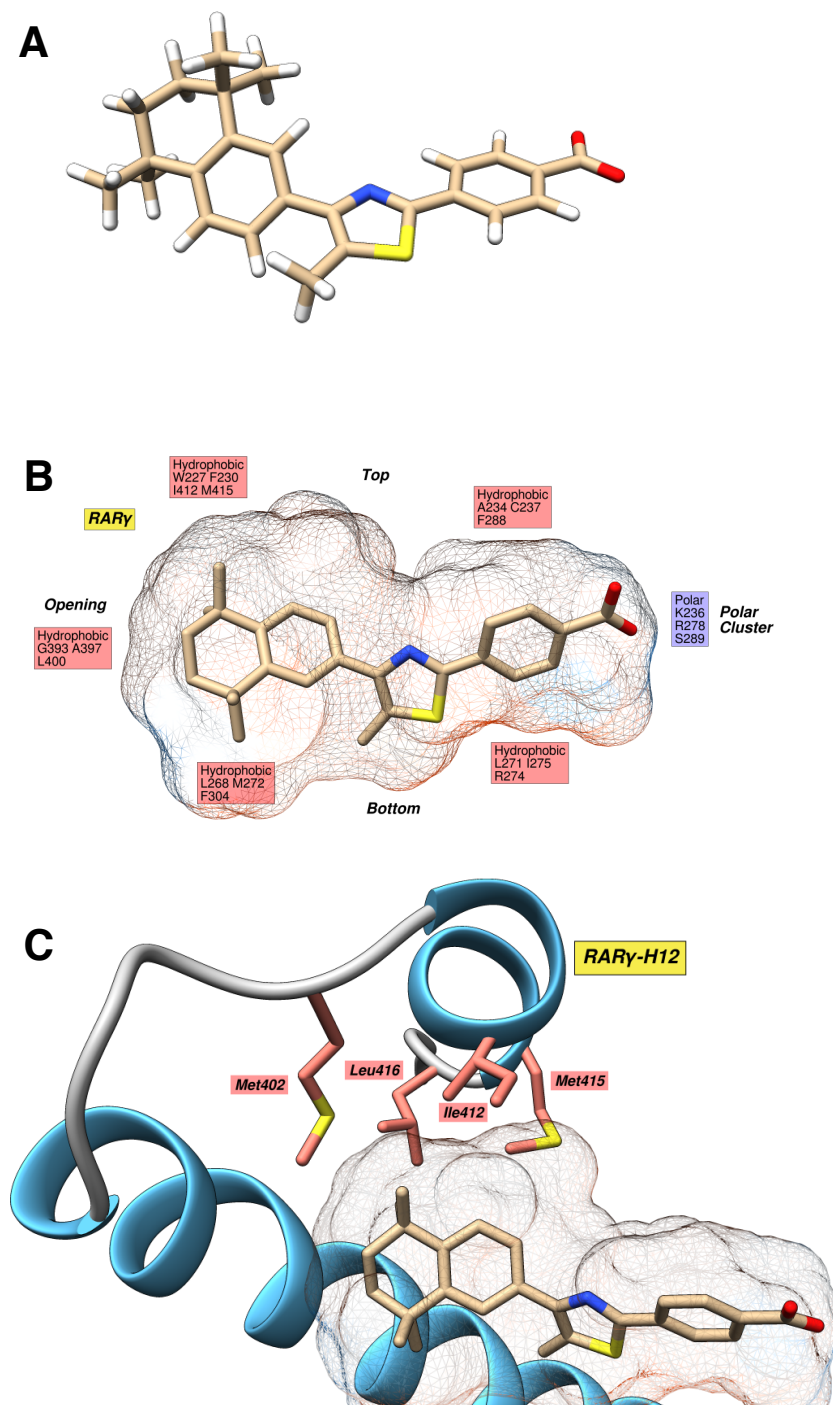 A
B
Hydrophobic
W227 F230
I412 M415
Top
Hydrophobic
A234 C237
F288
RARγ
Opening
Hydrophobic
G393 A397
L400
Polar
K236
R278
S289
Polar
Cluster
Hydrophobic
L268 M272
F304
Hydrophobic
L271 I275
R274
Bottom
C
RARγ-H12
Met402
Leu416
Ile412
Met415